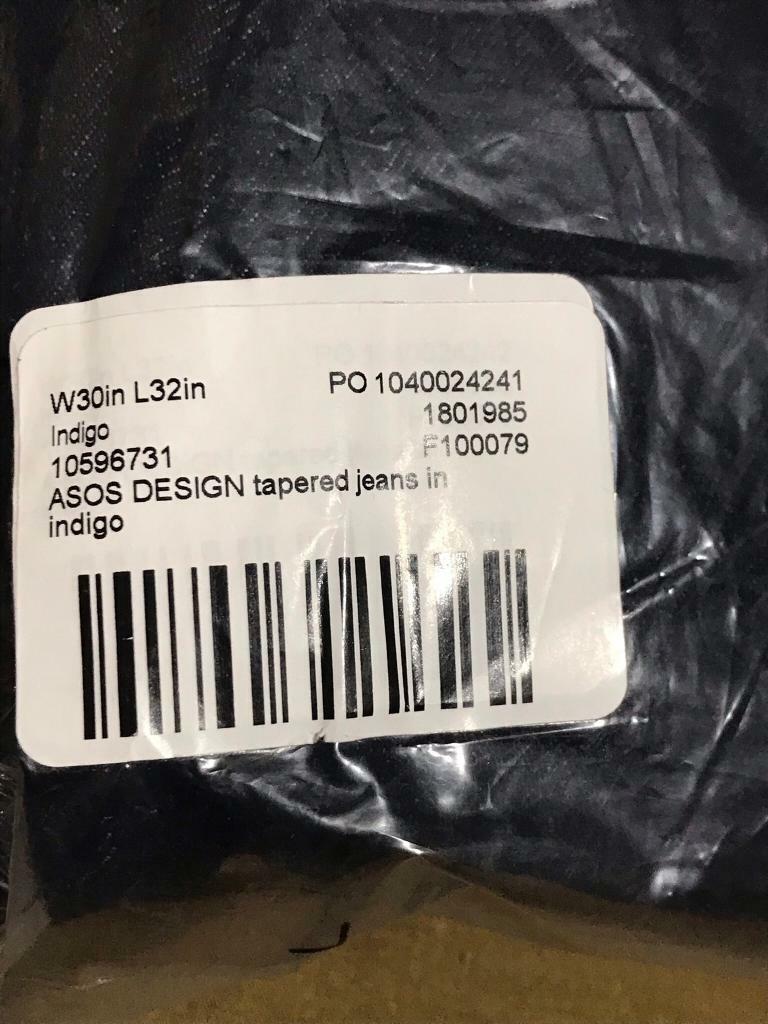 W30in L32in PO 1040024241
Indigo 1801985
10596731 F100079
ASOS DESIGN tapered jeans in
indigo